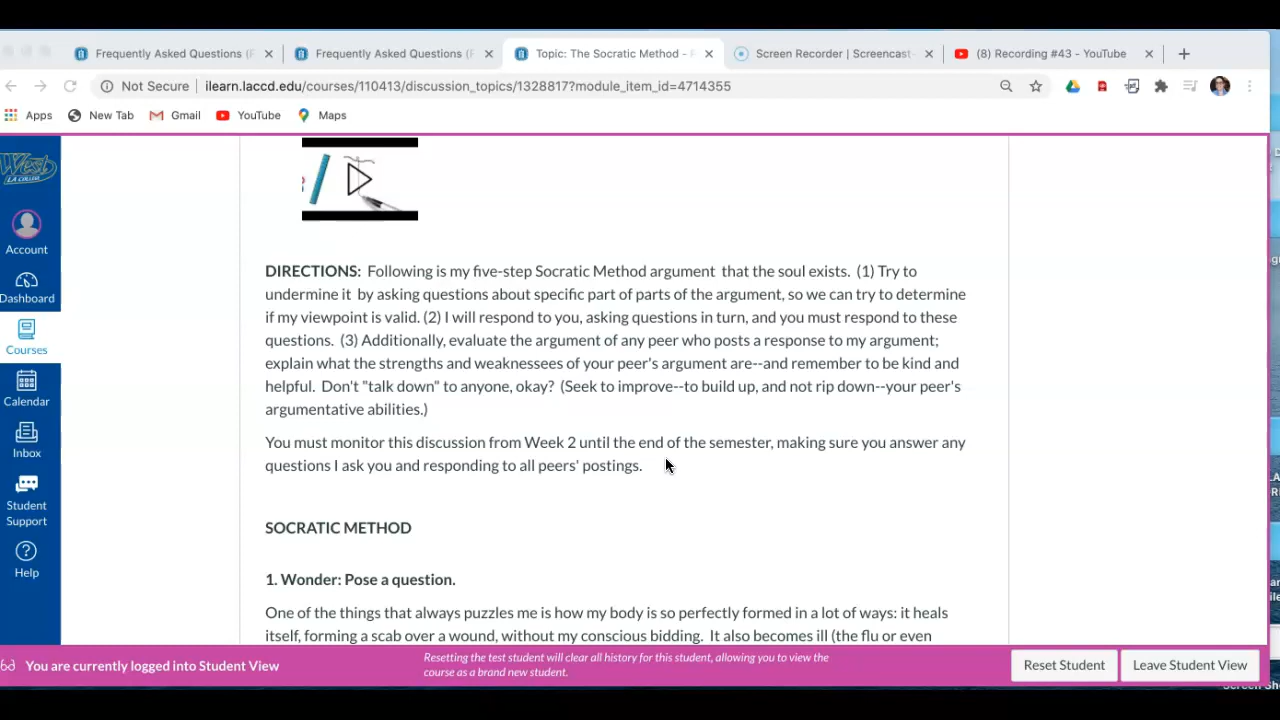 Frequently Asked Questions (F
Frequently Asked Questions (F
Topic: The Socratic Method -
Screen Recorder | Screencast-
(8) Recording #43 - YouTube
Not Secure
ilearn.laccd.edu/courses/110413/discussion_topics/1328817?module_item_id=4714355
Apps
New Tab
Gmail
YouTube
Maps
West
L.A. COLLEGE
Account
Dashboard
Courses
Calendar
Inbox
Student
Support
Help
DIRECTIONS: Following is my five-step Socratic Method argument that the soul exists. (1) Try to
undermine it by asking questions about specific part of parts of the argument, so we can try to determine
if my viewpoint is valid. (2) I will respond to you, asking questions in turn, and you must respond to these
questions. (3) Additionally, evaluate the argument of any peer who posts a response to my argument;
explain what the strengths and weaknessees of your peer's argument are--and remember to be kind and
helpful. Don't "talk down" to anyone, okay? (Seek to improve--to build up, and not rip down--your peer's
argumentative abilities.)
You must monitor this discussion from Week 2 until the end of the semester, making sure you answer any
questions I ask you and responding to all peers' postings.
SOCRATIC METHOD
1. Wonder: Pose a question.
One of the things that always puzzles me is how my body is so perfectly formed in a lot of ways: it heals
itself, forming a scab over a wound, without my conscious bidding. It also becomes ill (the flu or even
You are currently logged into Student View
Resetting the test student will clear all history for this student, allowing you to view the
course as a brand new student.
Reset Student
Leave Student View